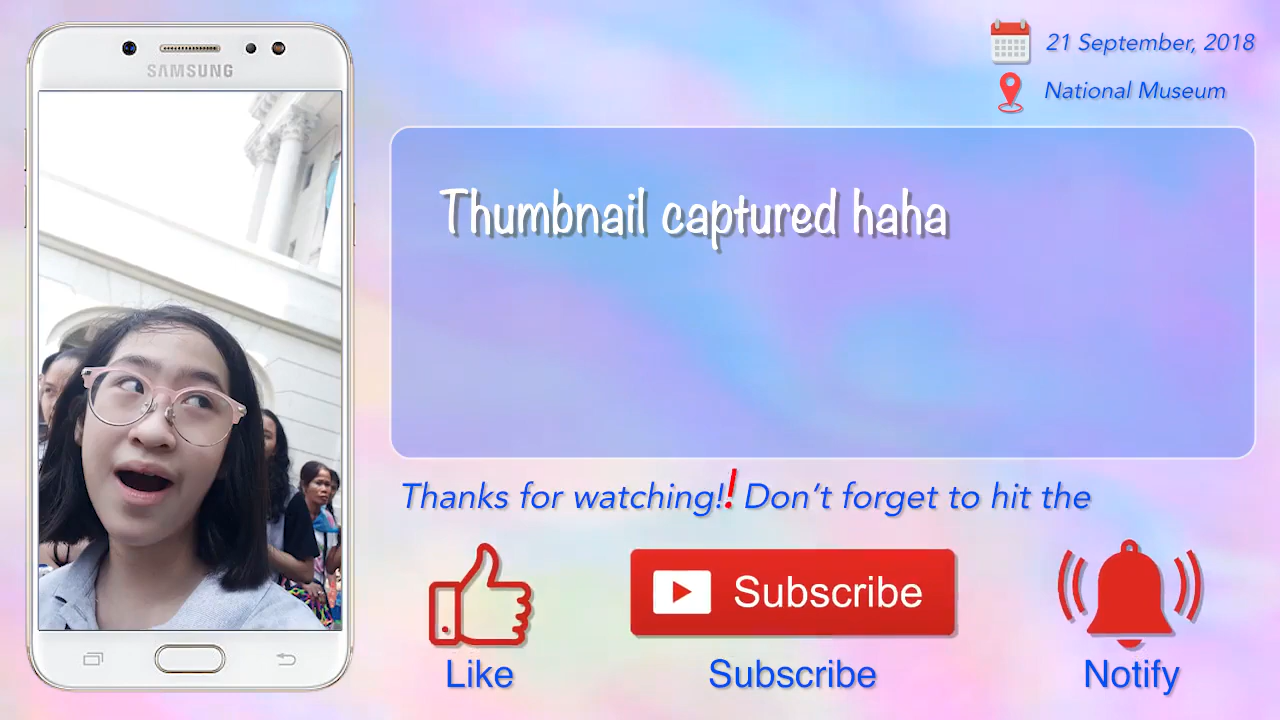 SAMSUNG
21 September, 2018
National Museum
Thumbnail captured haha
Thanks for watching!! Don’t forget to hit the
Subscribe
Like
Subscribe
Notify